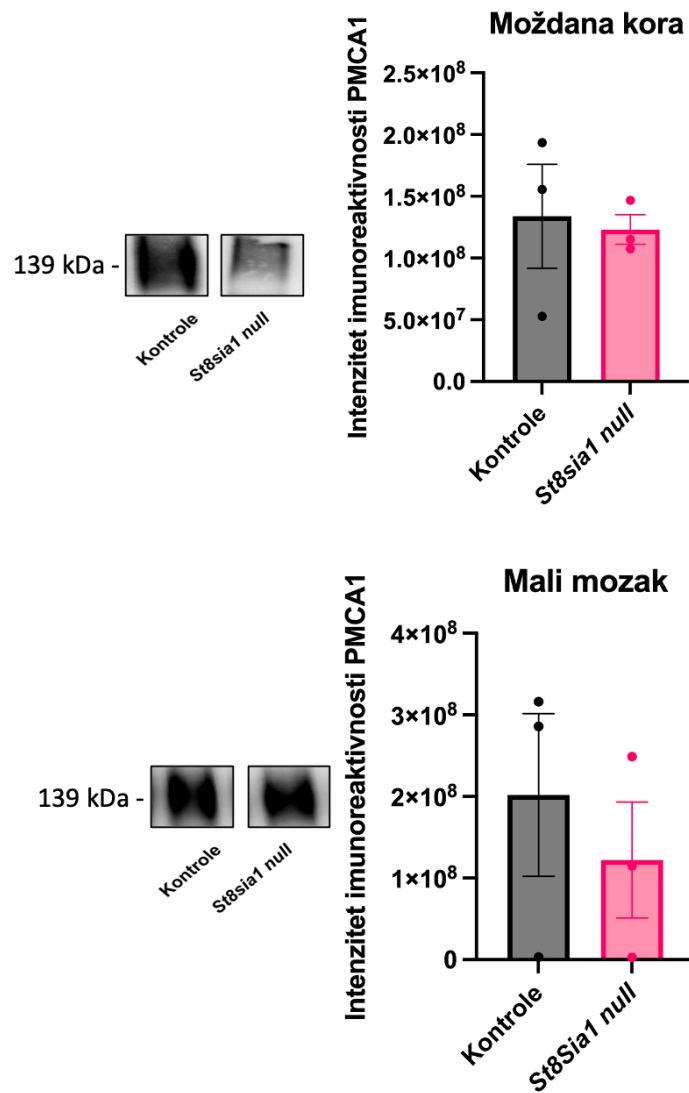 Moždana kora
Intenzitet imunoreaktivnosti PMCA1
2.5×10⁸
2.0×10⁸
1.5×10⁸
1.0×10⁸
5.0×10⁷
0.0
139 kDa -
Kontrole
St8sia1 null
Kontrole
St8sia1 null
Mali mozak
Intenzitet imunoreaktivnosti PMCA1
4×10⁸
3×10⁸
2×10⁸
1×10⁸
0
139 kDa -
Kontrole
St8sia1 null
Kontrole
St8Sia1 null